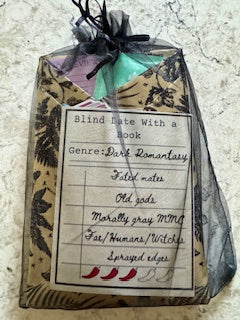 REVIEW
Blind Date With a
Book
Genre: Dark Romantasy
Fated mates
Old gods
Morally gray MMC
Fae/Humans/Witches
Sprayed edges